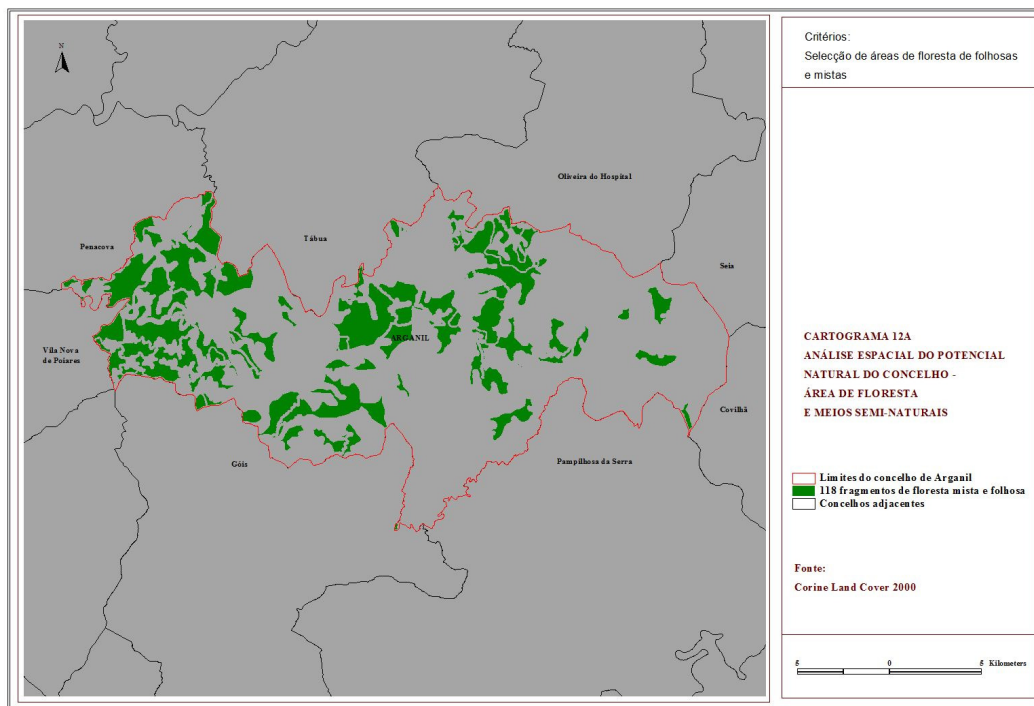 N
Oliveira do Hospital
Tábua
Penacova
Seia
ARGANIL
Vila Nova
de Poiares
Covilhã
Góis
Pampilhosa da Serra
Critérios:
Selecção de áreas de floresta de folhosas
e mistas
CARTOGRAMA 12A
ANÁLISE ESPACIAL DO POTENCIAL
NATURAL DO CONCELHO -
ÁREA DE FLORESTA
E MEIOS SEMI-NATURAIS
Limites do concelho de Arganil
118 fragmentos de floresta mista e folhosa
Concelhos adjacentes
Fonte:
Corine Land Cover 2000
5 0 5 Kilometers